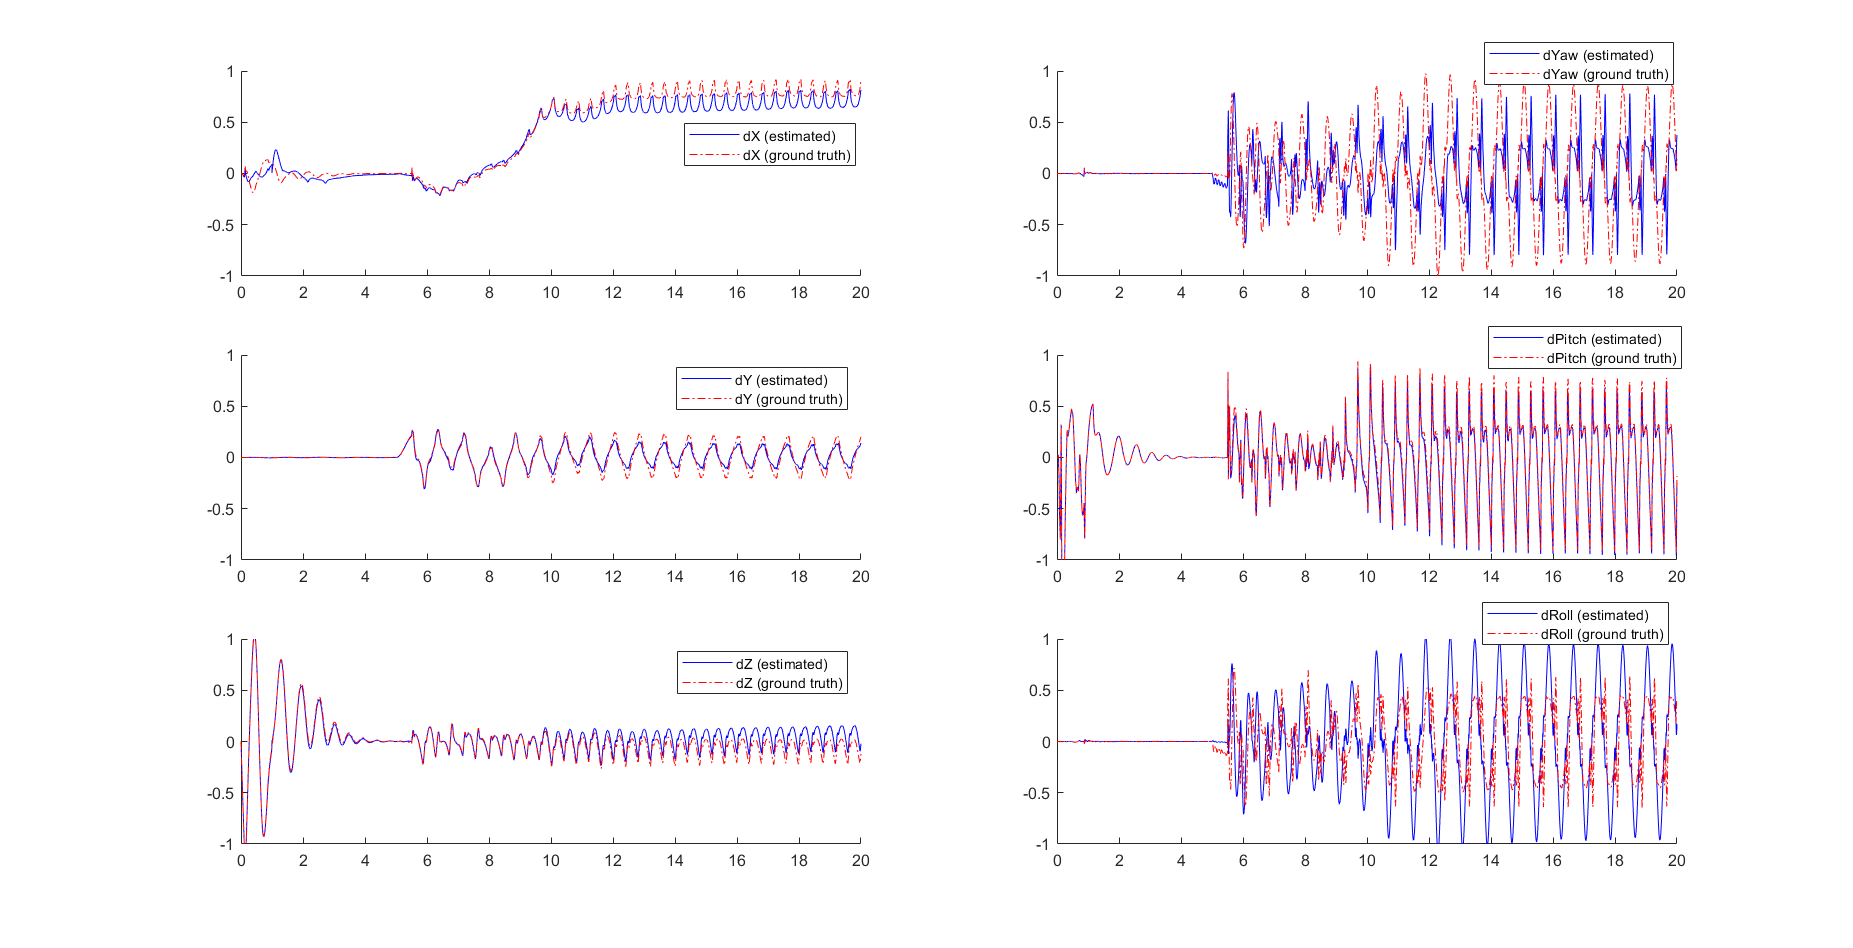 1
0.5
0
-0.5
-1
0 2 4 6 8 10 12 14 16 18 20
dX (estimated)
dX (ground truth)
1
0.5
0
-0.5
-1
0 2 4 6 8 10 12 14 16 18 20
dYaw (estimated)
dYaw (ground truth)
1
0.5
0
-0.5
-1
0 2 4 6 8 10 12 14 16 18 20
dY (estimated)
dY (ground truth)
1
0.5
0
-0.5
-1
0 2 4 6 8 10 12 14 16 18 20
dPitch (estimated)
dPitch (ground truth)
1
0.5
0
-0.5
-1
0 2 4 6 8 10 12 14 16 18 20
dZ (estimated)
dZ (ground truth)
1
0.5
0
-0.5
-1
0 2 4 6 8 10 12 14 16 18 20
dRoll (estimated)
dRoll (ground truth)